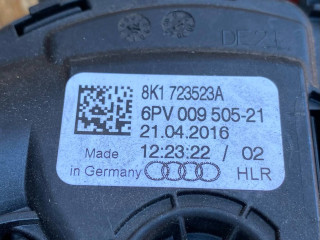 8K1 723523A
6PV 009 505-21
21.04.2016
Made 12:23:22 / 02
in Germany HLR